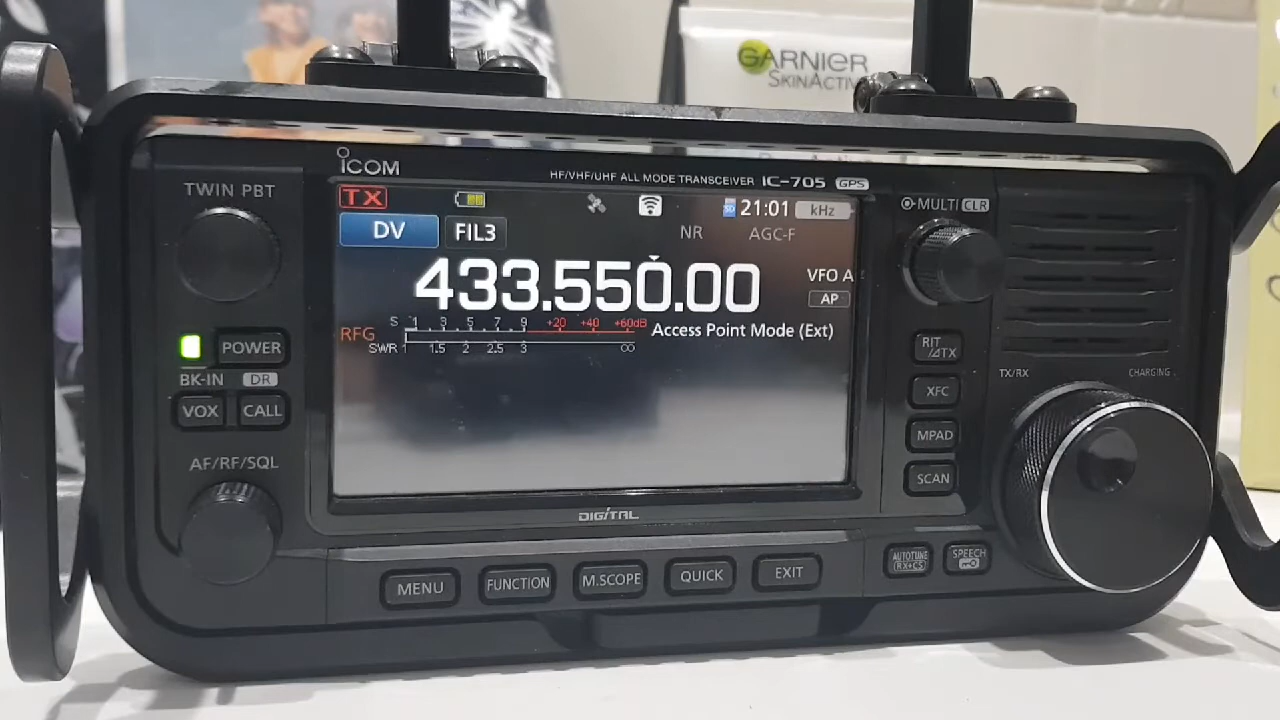 GARNIER
SKINACTIV
ICOM
HF/VHF/UHF ALL MODE TRANSCEIVER IC-705 GPS
TWIN PBT
TX
SD 21:01 kHz
MULTI CLR
DV FIL3 NR AGC-F
433.550.00 VFO A
AP
S 1 3 5 7 9 +20 +40 +60dB
RFG Access Point Mode (Ext)
SWR 1 1.5 2 2.5 3 ∞
POWER
BK-IN DR
VOX CALL
AF/RF/SQL
RIT
/⊿TX
TX/RX CHARGING
XFC
MPAD
SCAN
DIGITAL
MENU FUNCTION M.SCOPE QUICK EXIT
AUTOTUNE
RX→CS
SPEECH